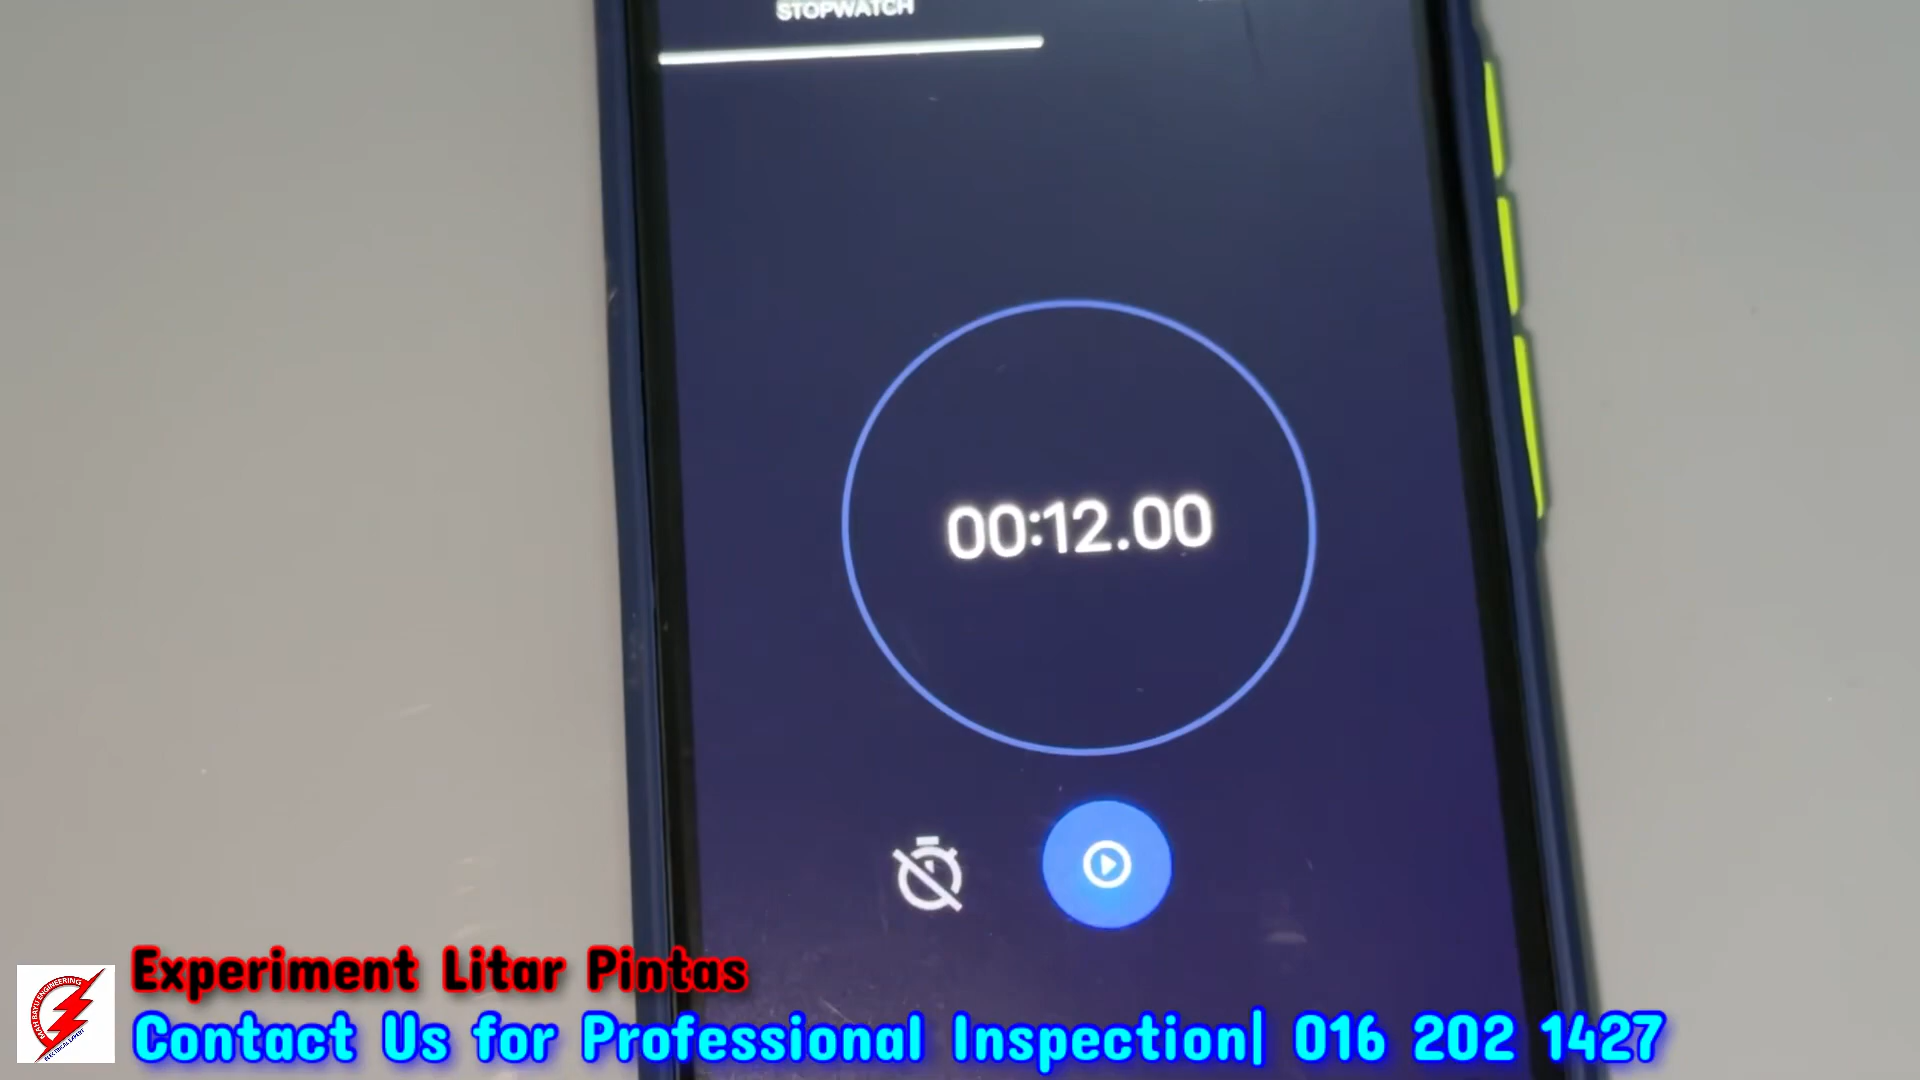 STOPWATCH
00:12.00
Experiment Litar Pintas
Contact Us for Professional Inspection| 016 202 1427